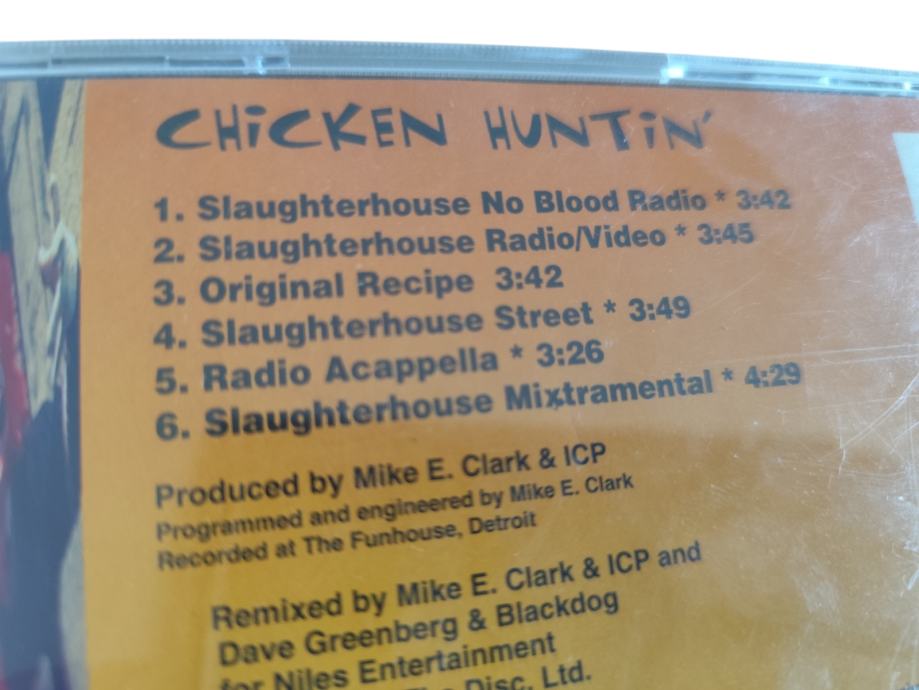 CHiCKEN HUNTiN'
1. Slaughterhouse No Blood Radio * 3:42
2. Slaughterhouse Radio/Video * 3:45
3. Original Recipe 3:42
4. Slaughterhouse Street * 3:49
5. Radio Acappella * 3:26
6. Slaughterhouse Mixtramental * 4:29
Produced by Mike E. Clark & ICP
Programmed and engineered by Mike E. Clark
Recorded at The Funhouse, Detroit
Remixed by Mike E. Clark & ICP and
Dave Greenberg & Blackdog
for Niles Entertainment
The Disc, Ltd.